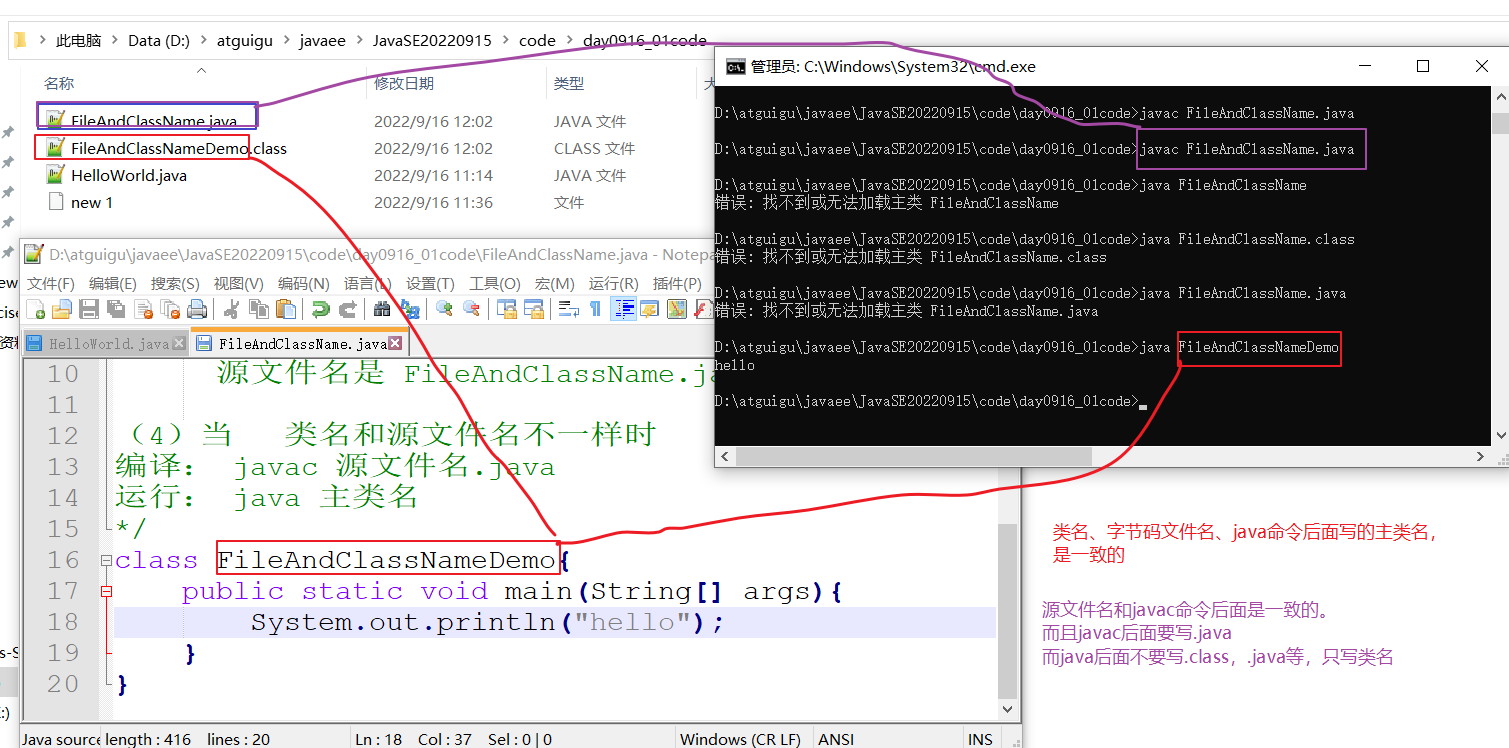 此电脑 > Data (D:) > atguigu > javaee > JavaSE20220915 > code > day0916_01code
名称 修改日期 类型
FileAndClassName.java 2022/9/16 12:02 JAVA 文件
FileAndClassNameDemo.class 2022/9/16 12:02 CLASS 文件
HelloWorld.java 2022/9/16 11:14 JAVA 文件
new 1 2022/9/16 11:36 文件
管理员: C:\Windows\System32\cmd.exe
D:\atguigu\javaee\JavaSE20220915\code\day0916_01code>javac FileAndClassName.java
D:\atguigu\javaee\JavaSE20220915\code\day0916_01code>javac FileAndClassName.java
D:\atguigu\javaee\JavaSE20220915\code\day0916_01code>java FileAndClassName
错误: 找不到或无法加载主类 FileAndClassName
D:\atguigu\javaee\JavaSE20220915\code\day0916_01code>java FileAndClassName.class
错误: 找不到或无法加载主类 FileAndClassName.class
D:\atguigu\javaee\JavaSE20220915\code\day0916_01code>java FileAndClassName.java
错误: 找不到或无法加载主类 FileAndClassName.java
D:\atguigu\javaee\JavaSE20220915\code\day0916_01code>java FileAndClassNameDemo
hello
D:\atguigu\javaee\JavaSE20220915\code\day0916_01code>
D:\atguigu\javaee\JavaSE20220915\code\day0916_01code\FileAndClassName.java - Notepa
文件(F) 编辑(E) 搜索(S) 视图(V) 编码(N) 语言(L) 设置(T) 工具(O) 宏(M) 运行(R) 插件(P)
HelloWorld.java FileAndClassName.java
10 源文件名是 FileAndClassName.ja
11
12 （4）当 类名和源文件名不一样时
13 编译： javac 源文件名.java
14 运行： java 主类名
15 */
16 class FileAndClassNameDemo{
17 public static void main(String[] args){
18 System.out.println("hello");
19 }
20 }
Java source length : 416 lines : 20 Ln : 18 Col : 37 Sel : 0 | 0 Windows (CR LF) ANSI INS
类名、字节码文件名、java命令后面写的主类名，
是一致的
源文件名和javac命令后面是一致的。
而且javac后面要写.java
而java后面不要写.class，.java等，只写类名